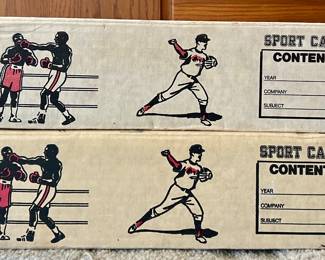 SPORT CA
CONTEN
YEAR
COMPANY
SUBJECT
SPORT CA
CONTEN
YEAR
COMPANY
SUBJECT